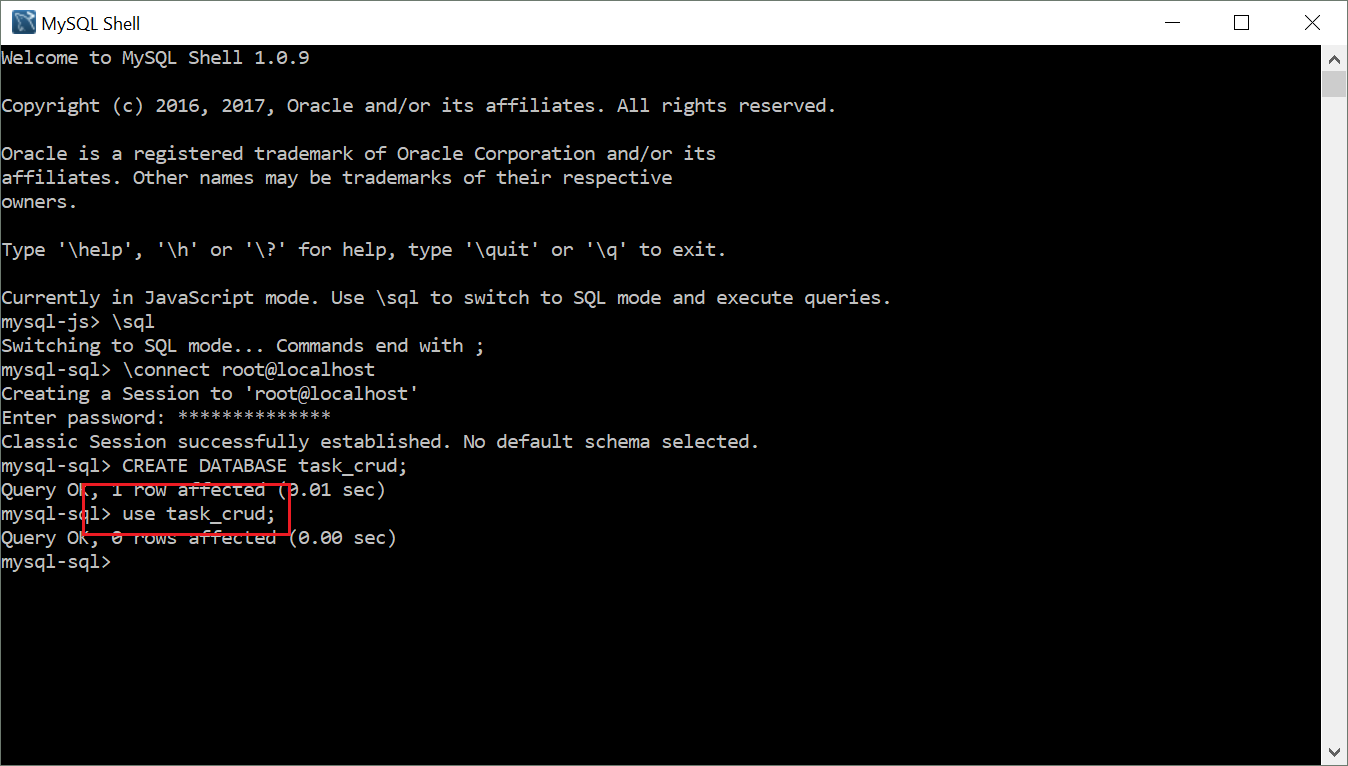 MySQL Shell
Welcome to MySQL Shell 1.0.9
Copyright (c) 2016, 2017, Oracle and/or its affiliates. All rights reserved.
Oracle is a registered trademark of Oracle Corporation and/or its
affiliates. Other names may be trademarks of their respective
owners.
Type '\help', '\h' or '\?' for help, type '\quit' or '\q' to exit.
Currently in JavaScript mode. Use \sql to switch to SQL mode and execute queries.
mysql-js> \sql
Switching to SQL mode... Commands end with ;
mysql-sql> \connect root@localhost
Creating a Session to 'root@localhost'
Enter password: **************
Classic Session successfully established. No default schema selected.
mysql-sql> CREATE DATABASE task_crud;
Query OK, 1 row affected (0.01 sec)
mysql-sql> use task_crud;
Query OK, 0 rows affected (0.00 sec)
mysql-sql>